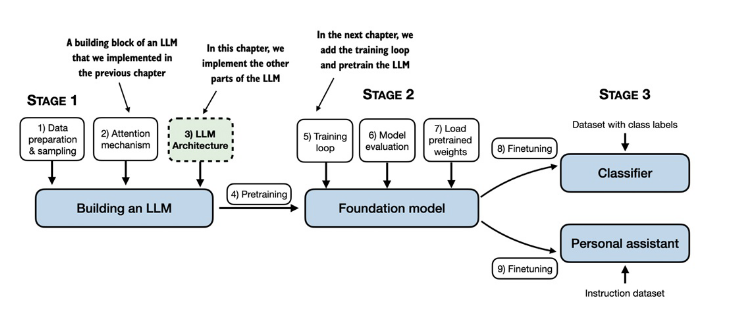 A building block of an LLM
that we implemented in
the previous chapter
In this chapter, we
implement the other
parts of the LLM
In the next chapter, we
add the training loop
and pretrain the LLM
STAGE 1
STAGE 2
STAGE 3
1) Data
preparation
& sampling
2) Attention
mechanism
3) LLM
Architecture
5) Training
loop
6) Model
evaluation
7) Load
pretrained
weights
Dataset with class labels
8) Finetuning
Classifier
Building an LLM
4) Pretraining
Foundation model
Personal assistant
9) Finetuning
Instruction dataset